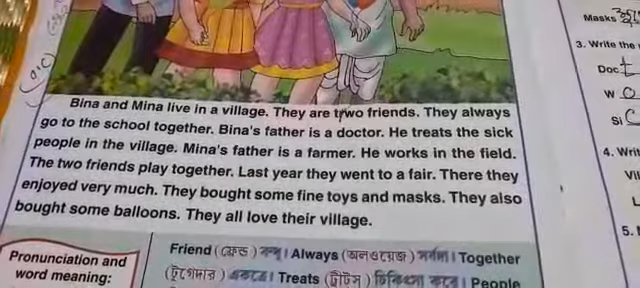 Bina and Mina live in a village. They are two friends. They always
go to the school together. Bina's father is a doctor. He treats the sick
people in the village. Mina's father is a farmer. He works in the field.
The two friends play together. Last year they went to a fair. There they
enjoyed very much. They bought some fine toys and masks. They also
bought some balloons. They all love their village.
Pronunciation and
word meaning:
Friend (ফ্রেন্ড) বন্ধু। Always (অলওয়েজ) সর্বদা। Together
(টুগেদার) একত্রে। Treats (ট্রীটস্) চিকিৎসা করে। People
Masks
3. Write the
Doc t
W o
Si c
4. Writ
Vil
L
5.